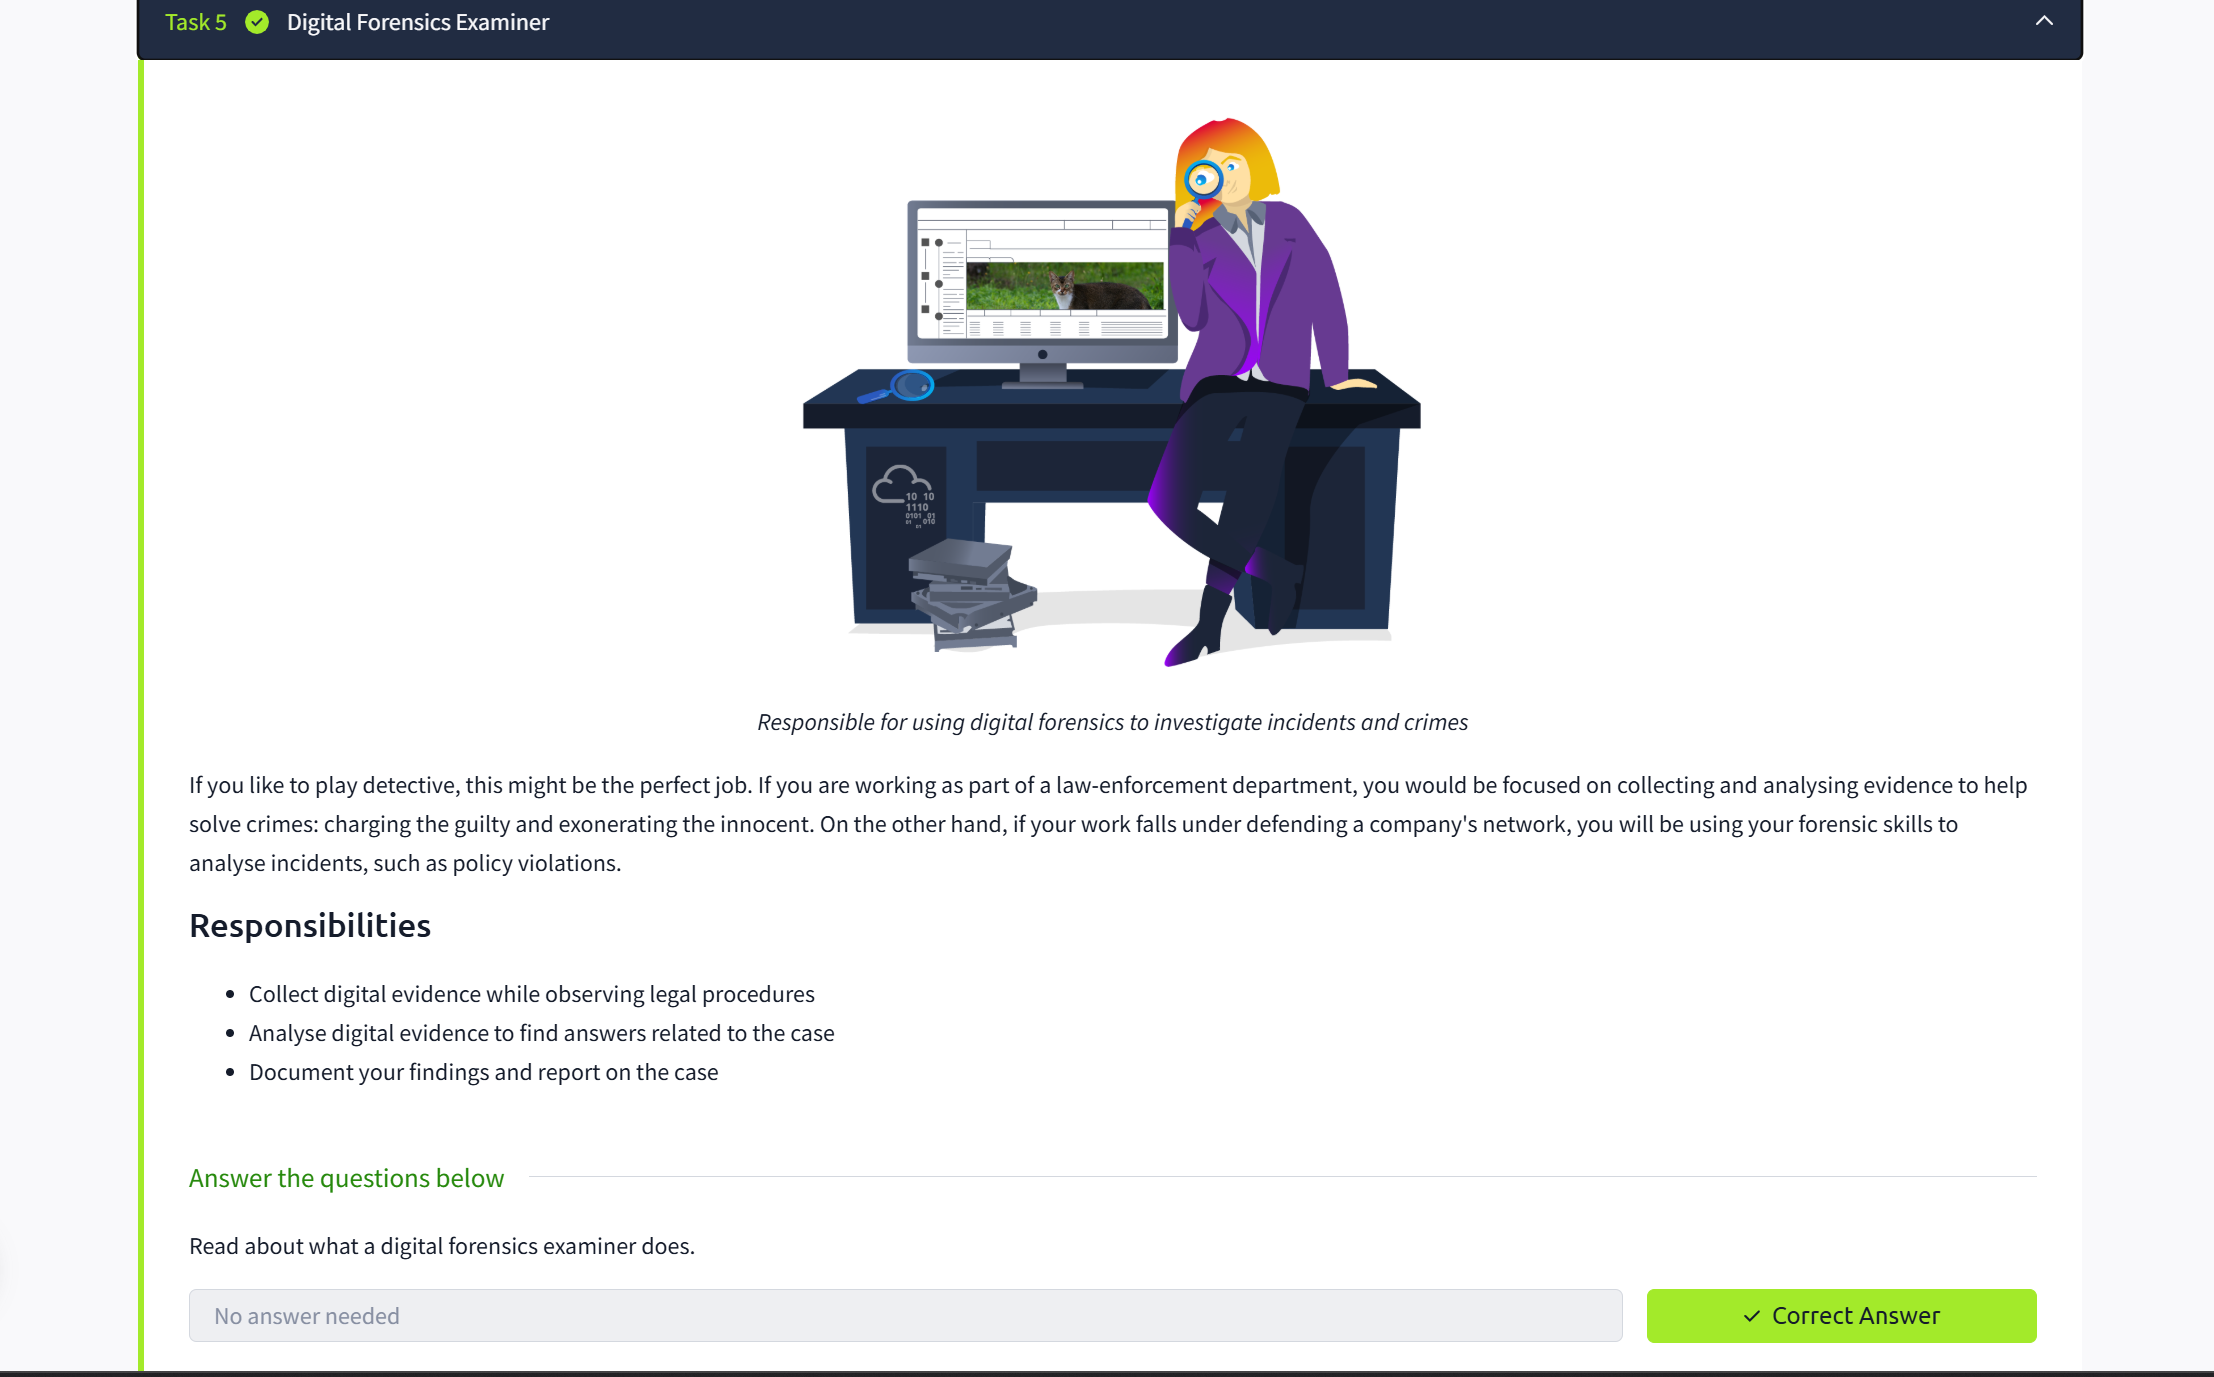 Task 5 Digital Forensics Examiner
10 10
1110
0101 01
01 010
01
Responsible for using digital forensics to investigate incidents and crimes
If you like to play detective, this might be the perfect job. If you are working as part of a law-enforcement department, you would be focused on collecting and analysing evidence to help
solve crimes: charging the guilty and exonerating the innocent. On the other hand, if your work falls under defending a company's network, you will be using your forensic skills to
analyse incidents, such as policy violations.
Responsibilities
• Collect digital evidence while observing legal procedures
• Analyse digital evidence to find answers related to the case
• Document your findings and report on the case
Answer the questions below
Read about what a digital forensics examiner does.
No answer needed
Correct Answer